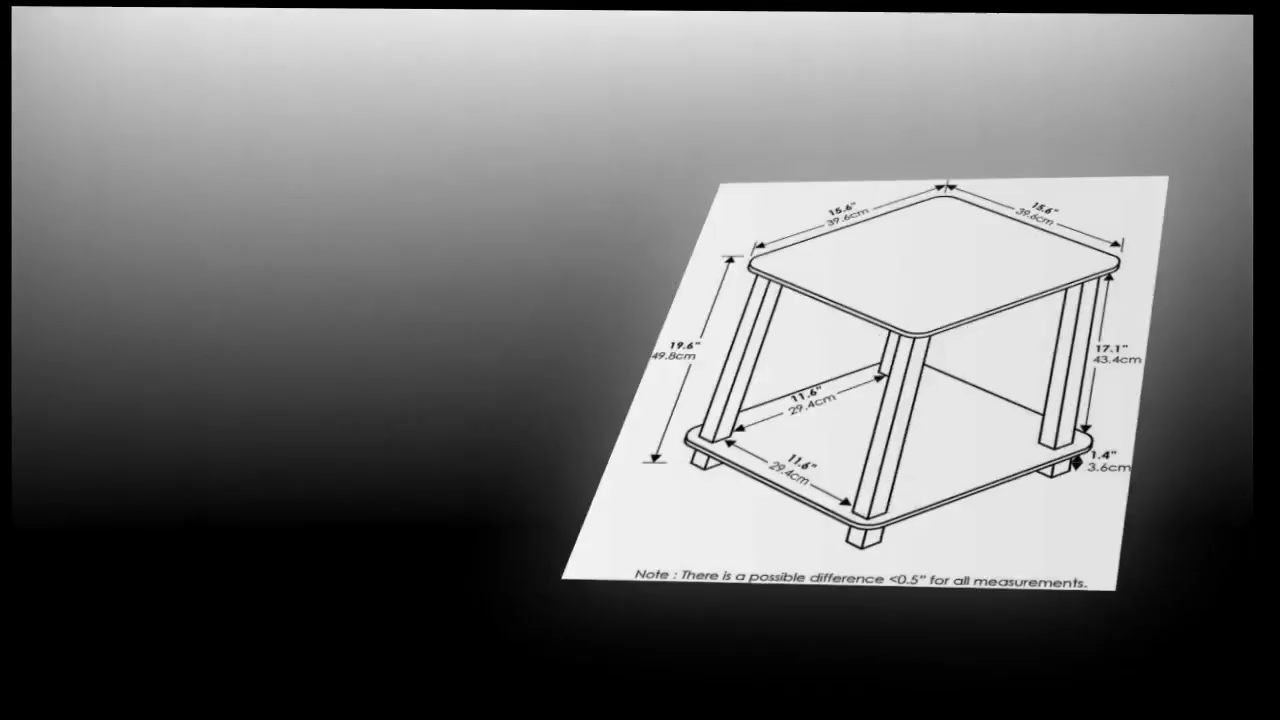 15.6"
39.6cm
15.6"
39.6cm
19.6"
49.8cm
17.1"
43.4cm
11.6"
29.4cm
11.6"
29.4cm
1.4"
3.6cm
Note : There is a possible difference <0.5" for all measurements.